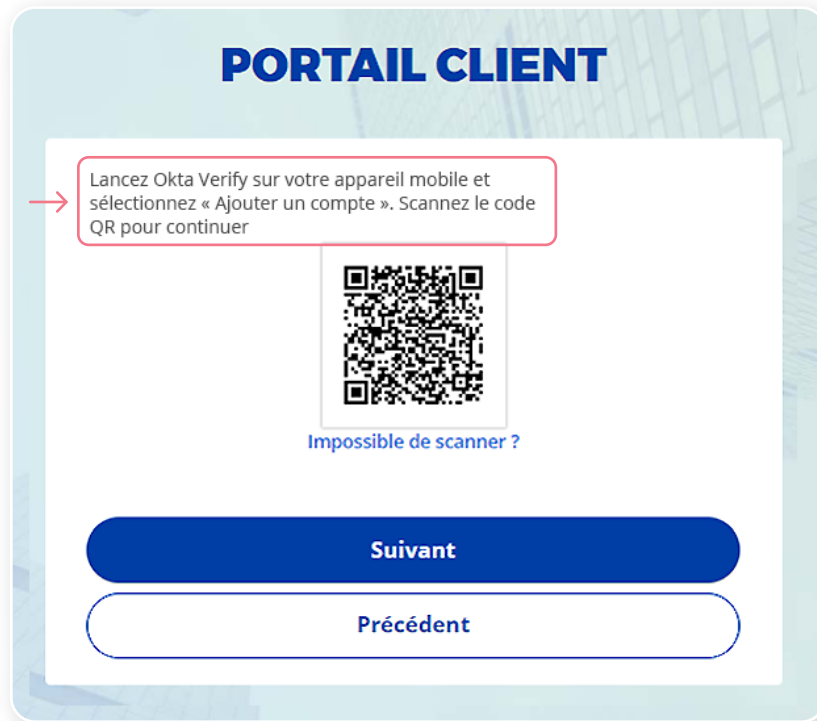 PORTAIL CLIENT
Lancez Okta Verify sur votre appareil mobile et
sélectionnez « Ajouter un compte ». Scannez le code
QR pour continuer
Impossible de scanner ?
Suivant
Précédent